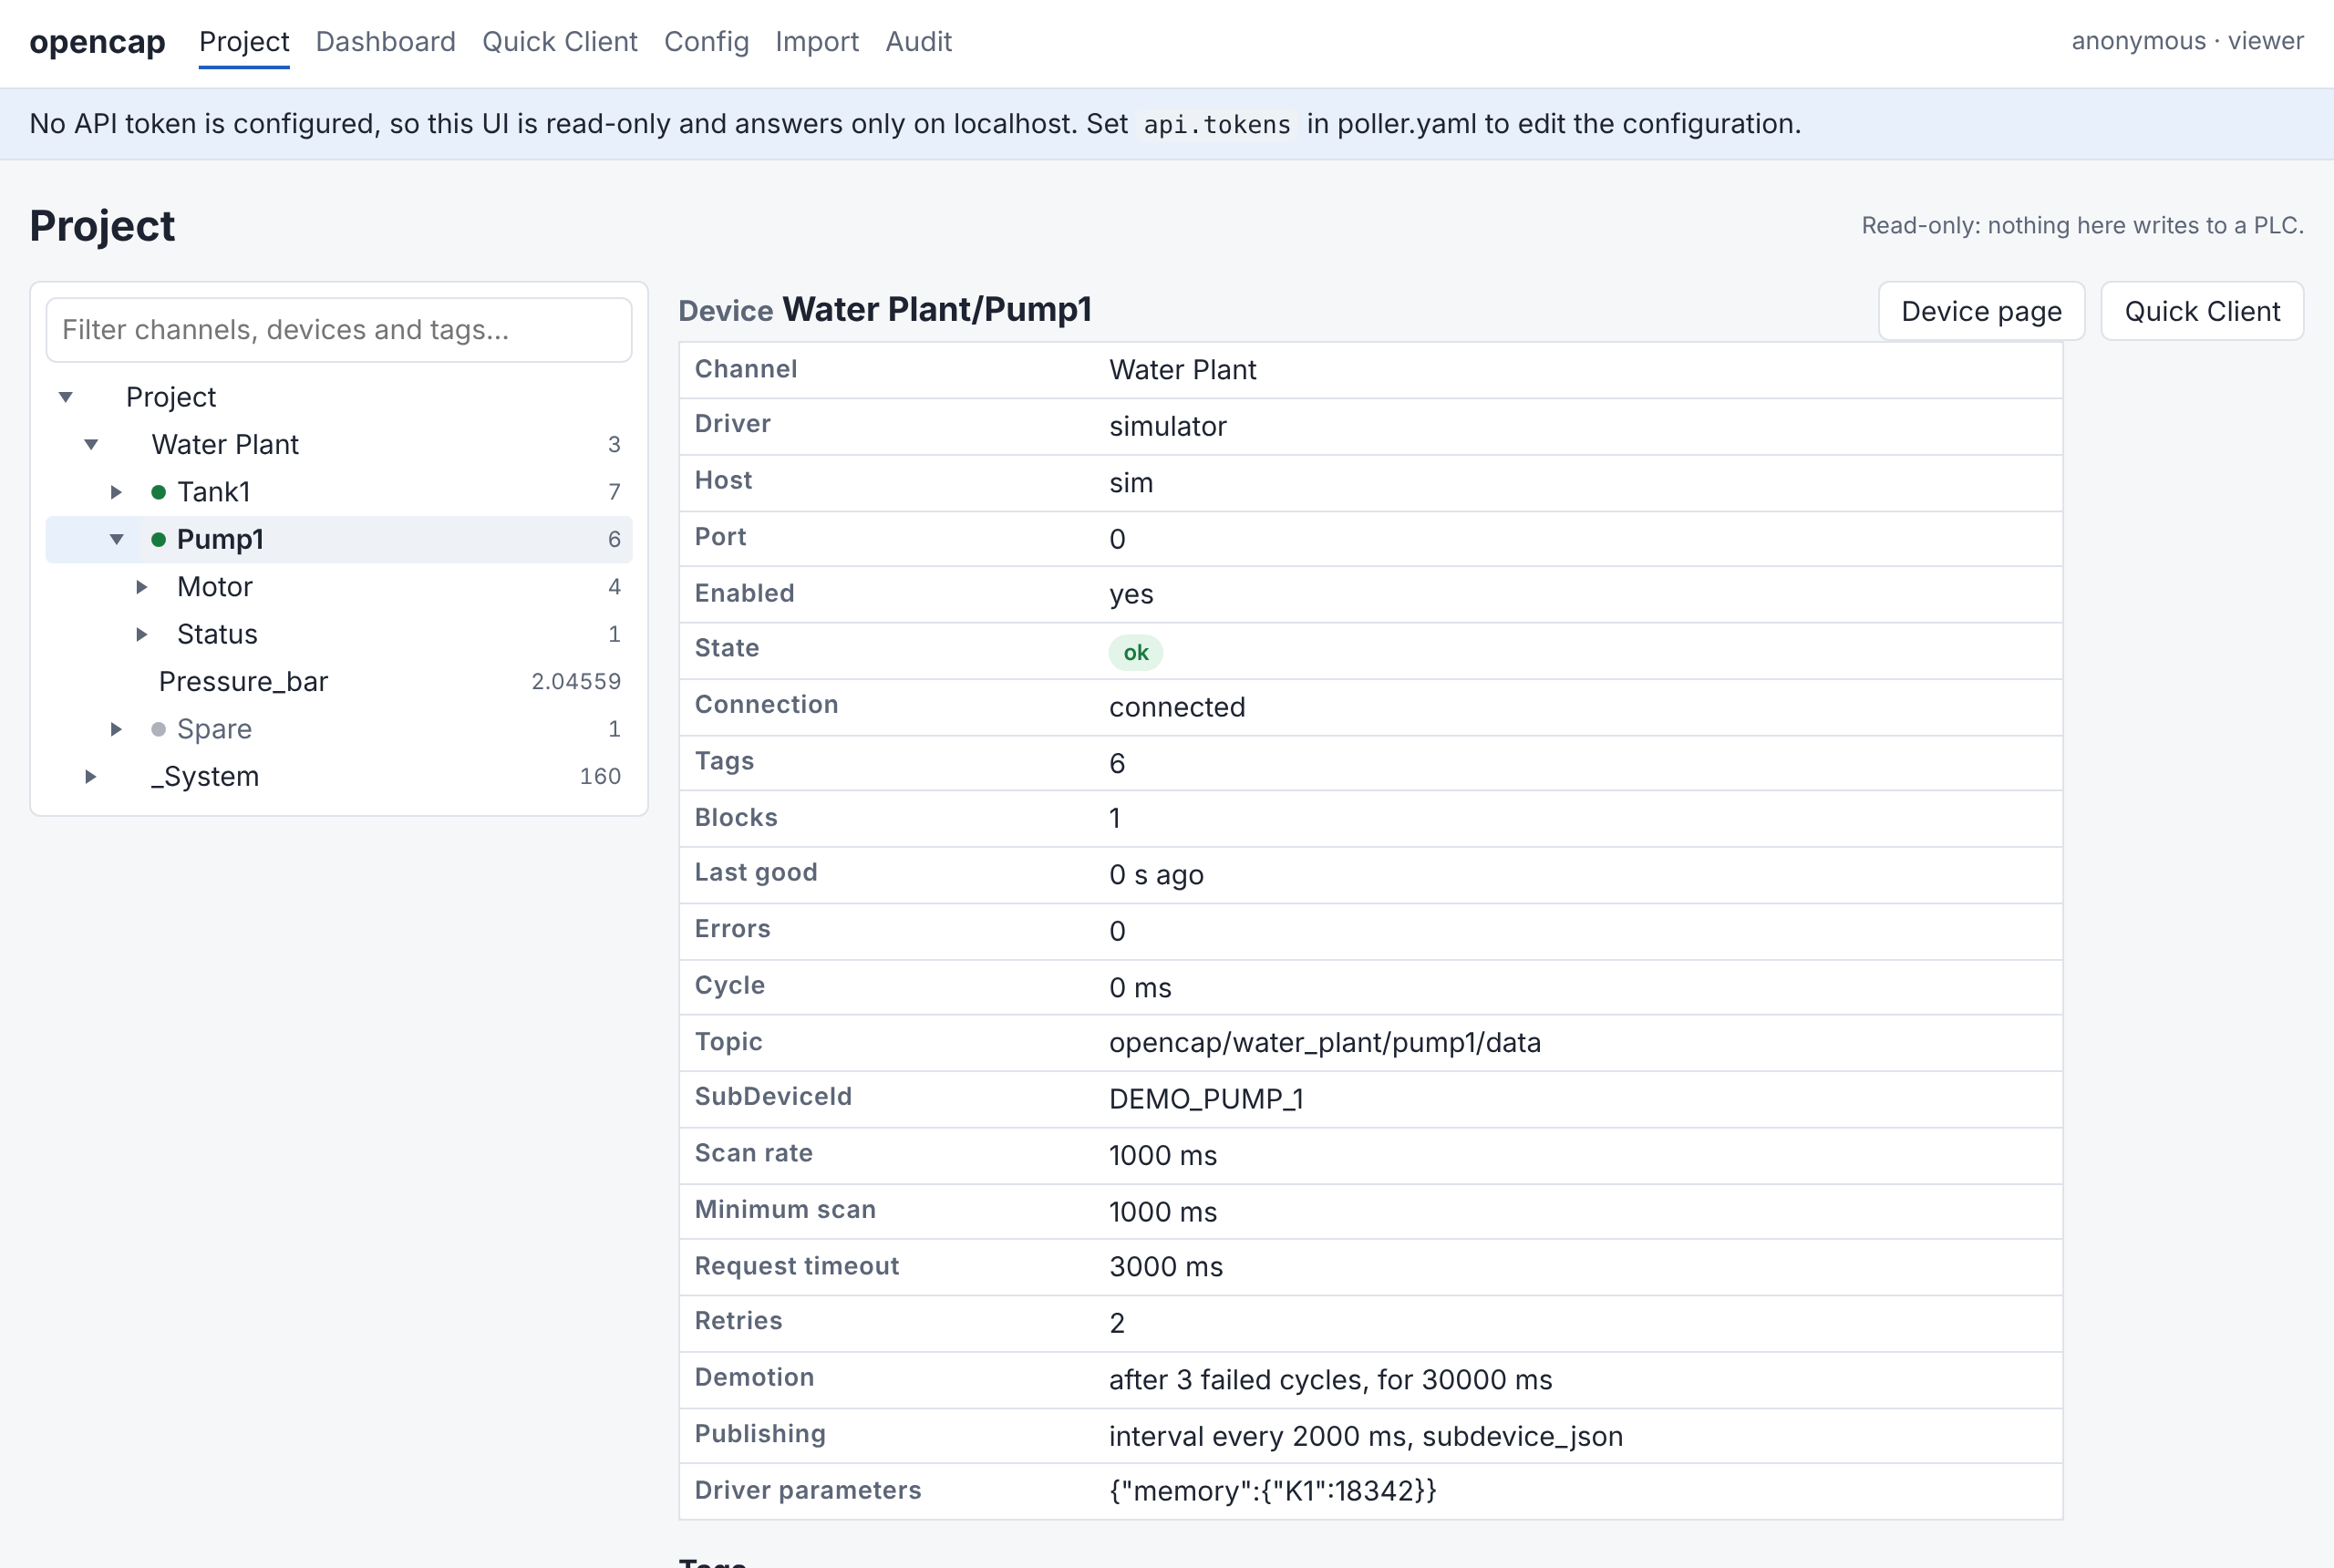 opencap Project Dashboard Quick Client Config Import Audit anonymous · viewer
No API token is configured, so this UI is read-only and answers only on localhost. Set api.tokens in poller.yaml to edit the configuration.
Project
Read-only: nothing here writes to a PLC.
Filter channels, devices and tags...
Project
Water Plant 3
Tank1 7
Pump1 6
Motor 4
Status 1
Pressure_bar 2.04559
Spare 1
_System 160
Device Water Plant/Pump1
Device page
Quick Client
Channel Water Plant
Driver simulator
Host sim
Port 0
Enabled yes
State ok
Connection connected
Tags 6
Blocks 1
Last good 0 s ago
Errors 0
Cycle 0 ms
Topic opencap/water_plant/pump1/data
SubDeviceId DEMO_PUMP_1
Scan rate 1000 ms
Minimum scan 1000 ms
Request timeout 3000 ms
Retries 2
Demotion after 3 failed cycles, for 30000 ms
Publishing interval every 2000 ms, subdevice_json
Driver parameters {"memory":{"K1":18342}}
Tags